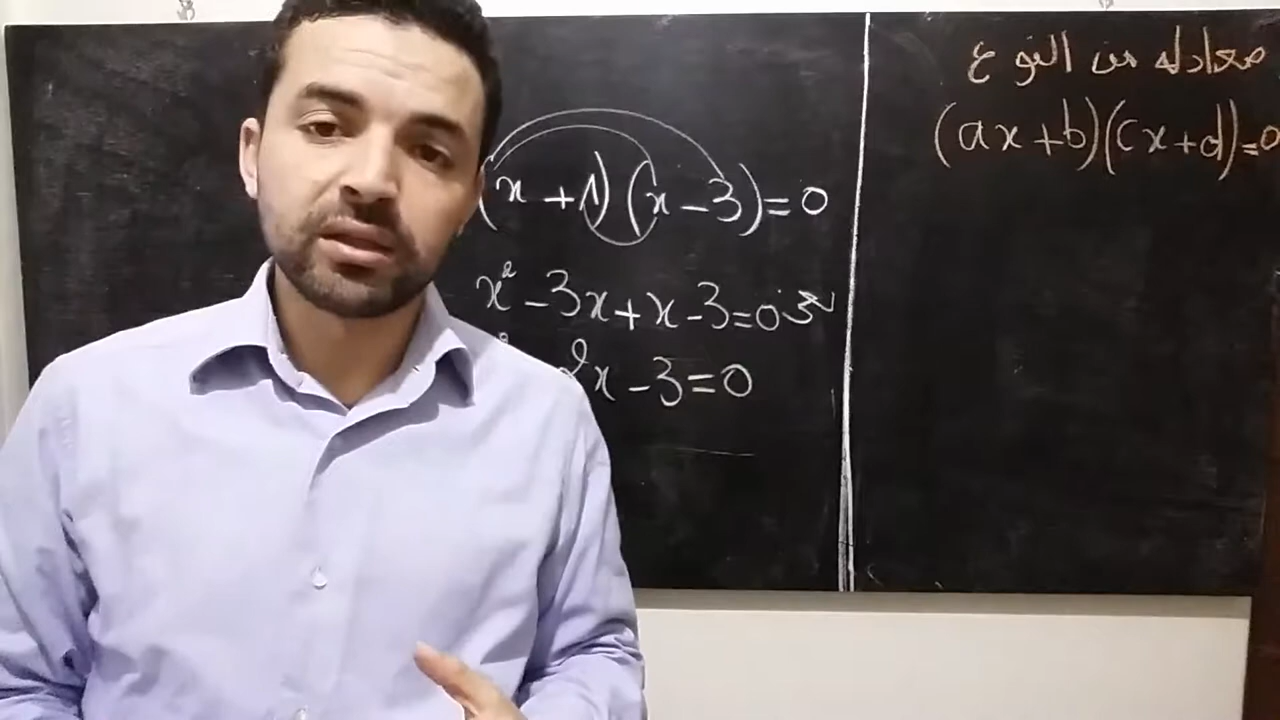 معادلة من النوع
(ax+b)(cx+d)=0
(x+1)(x-3)=0
x²-3x+x-3=0
2x-3=0